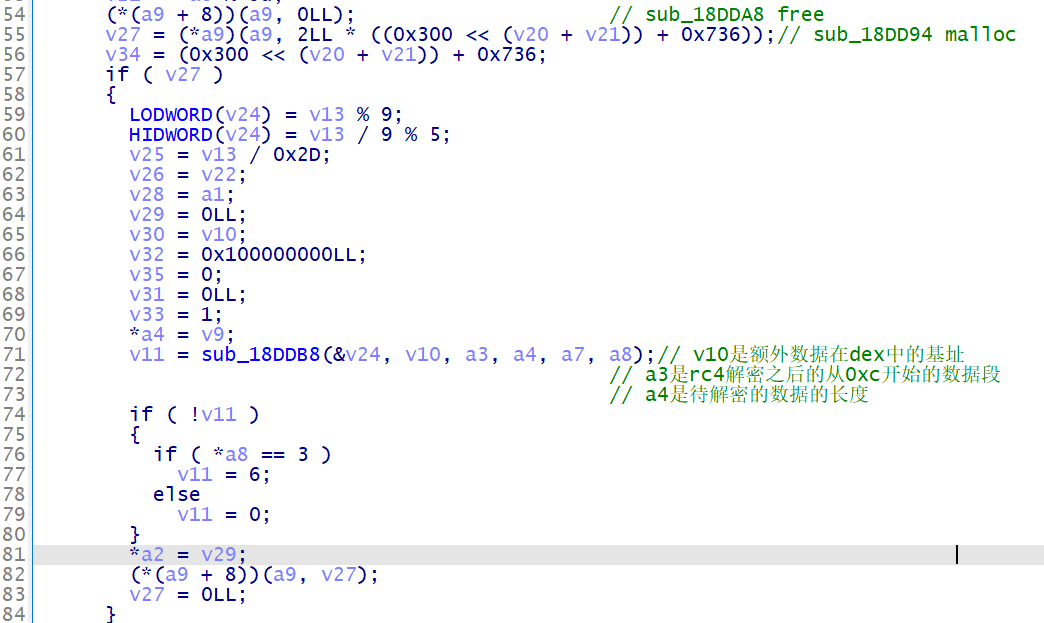 54 (*(a9 + 8))(a9, 0LL); // sub_18DDA8 free
55 v27 = (*a9)(a9, 2LL * ((0x300 << (v20 + v21)) + 0x736));// sub_18DD94 malloc
56 v34 = (0x300 << (v20 + v21)) + 0x736;
57 if ( v27 )
58 {
59 LODWORD(v24) = v13 % 9;
60 HIDWORD(v24) = v13 / 9 % 5;
61 v25 = v13 / 0x2D;
62 v26 = v22;
63 v28 = a1;
64 v29 = 0LL;
65 v30 = v10;
66 v32 = 0x100000000LL;
67 v35 = 0;
68 v31 = 0LL;
69 v33 = 1;
70 *a4 = v9;
71 v11 = sub_18DDB8(&v24, v10, a3, a4, a7, a8);// v10是额外数据在dex中的基址
72 // a3是rc4解密之后的从0xc开始的数据段
73 // a4是待解密的数据的长度
74 if ( !v11 )
75 {
76 if ( *a8 == 3 )
77 v11 = 6;
78 else
79 v11 = 0;
80 }
81 *a2 = v29;
82 (*(a9 + 8))(a9, v27);
83 v27 = 0LL;
84 }